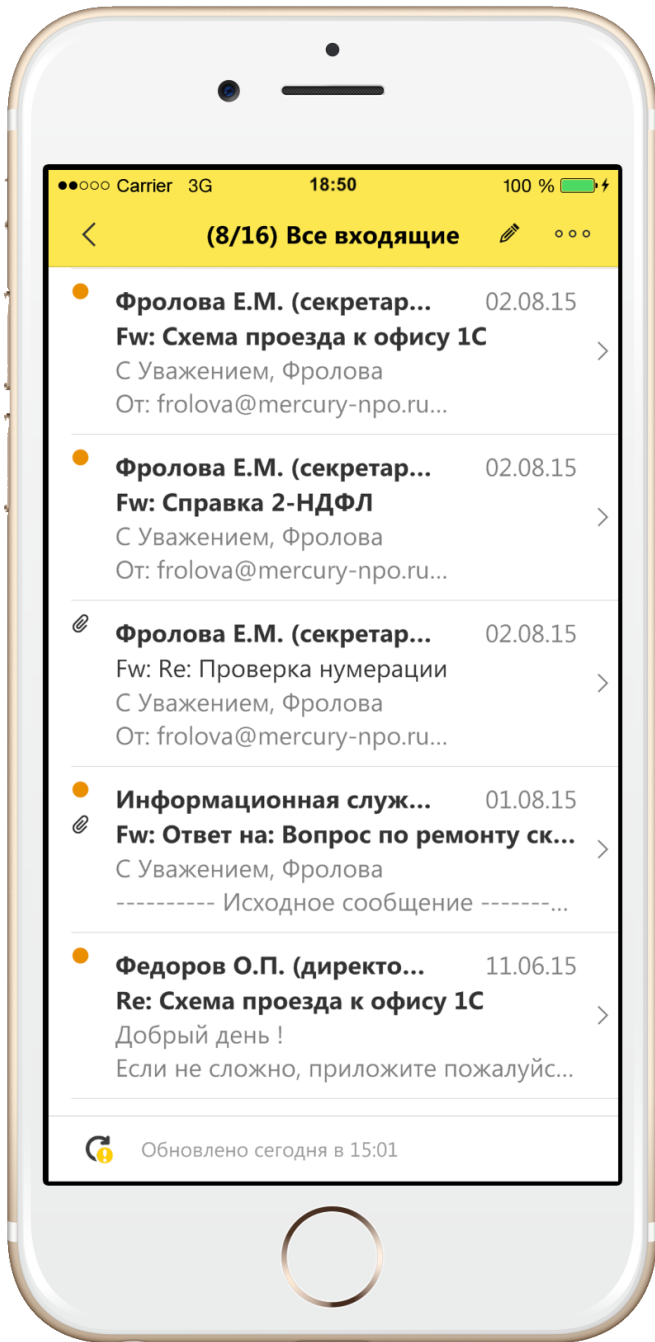 Carrier 3G 18:50 100 %
(8/16) Все входящие
Фролова Е.М. (секретар... 02.08.15
Fw: Схема проезда к офису 1С
С Уважением, Фролова
От: frolova@mercury-npo.ru...
Фролова Е.М. (секретар... 02.08.15
Fw: Справка 2-НДФЛ
С Уважением, Фролова
От: frolova@mercury-npo.ru...
Фролова Е.М. (секретар... 02.08.15
Fw: Re: Проверка нумерации
С Уважением, Фролова
От: frolova@mercury-npo.ru...
Информационная служ... 01.08.15
Fw: Ответ на: Вопрос по ремонту ск...
С Уважением, Фролова
---------- Исходное сообщение -------...
Федоров О.П. (директо... 11.06.15
Re: Схема проезда к офису 1С
Добрый день !
Если не сложно, приложите пожалуйс...
Обновлено сегодня в 15:01